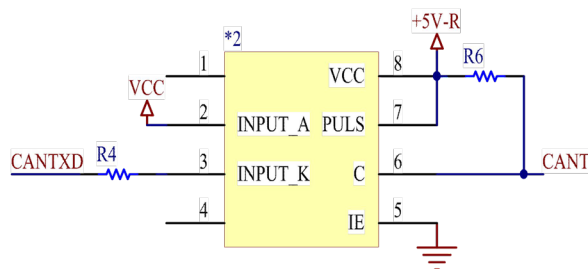 +5V-R
*2
1
VCC
8
R6
VCC
2
INPUT_A
PULS
7
CANTXD
R4
3
INPUT_K
C
6
CANT
4
IE
5